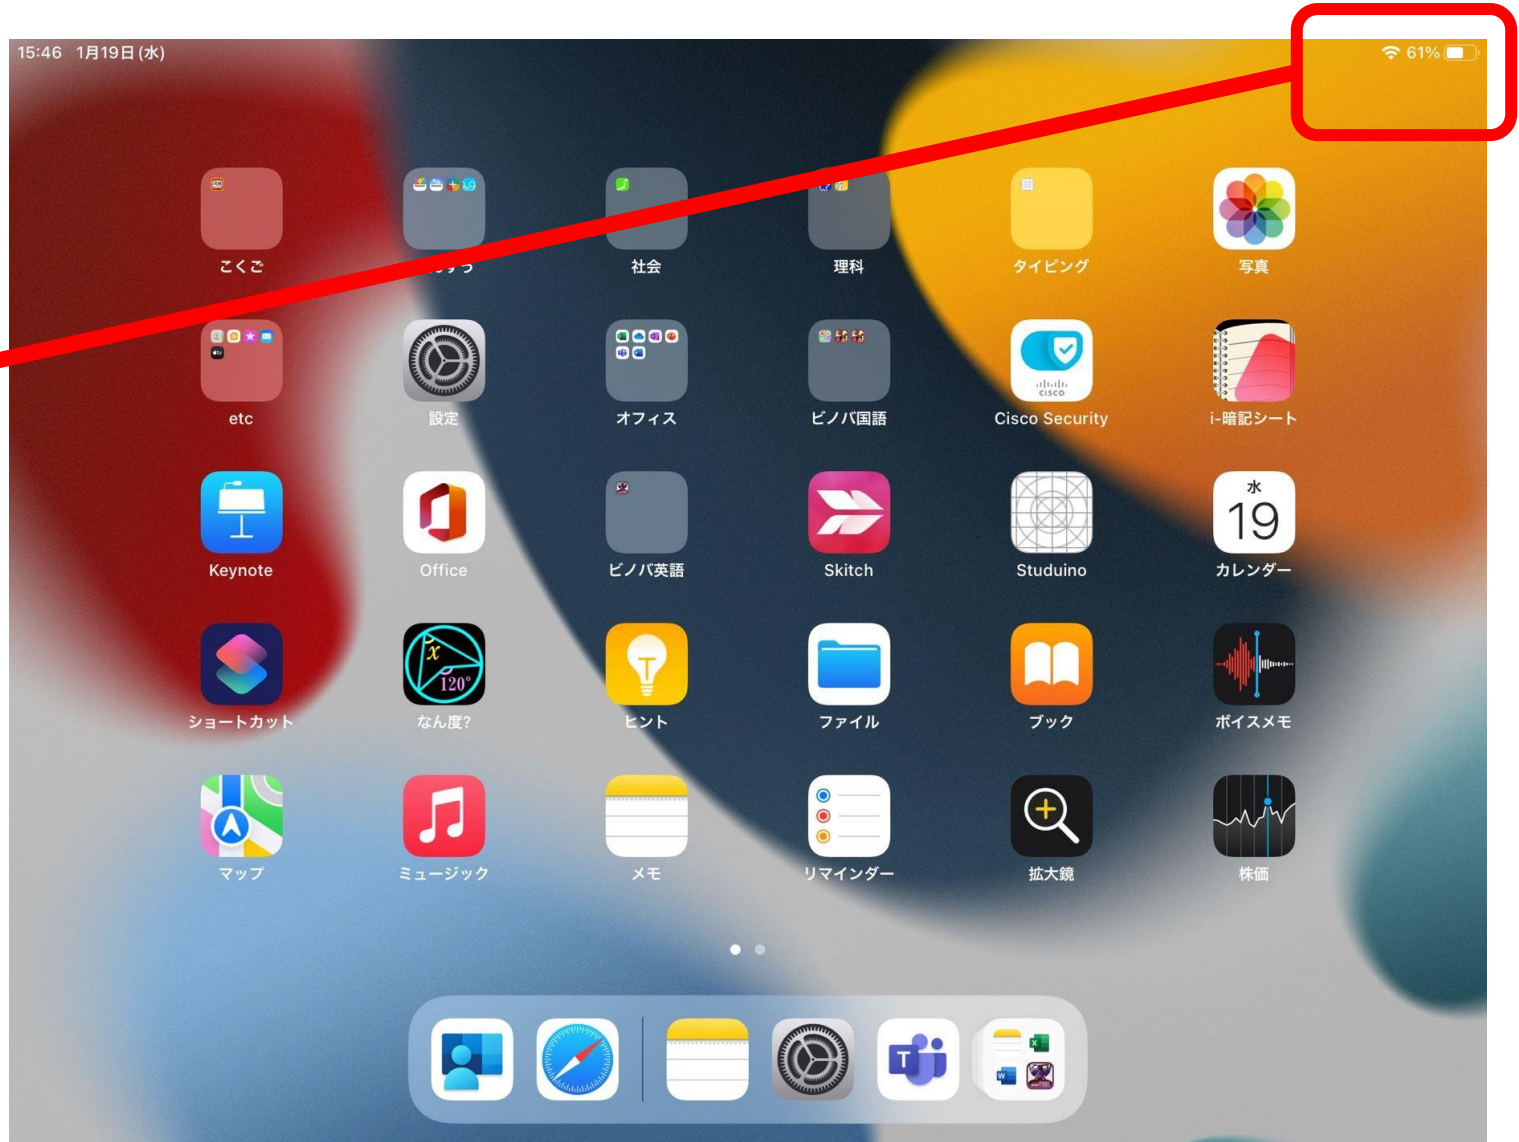 15:46 1月19日(水)
61%
こくご
社会
理科
タイピング
写真
etc
設定
オフィス
ビノバ国語
CISCO
Cisco Security
i-暗記シート
Keynote
Office
ビノバ英語
Skitch
Studuino
水
19
カレンダー
ショートカット
x
120°
なん度?
ヒント
ファイル
ブック
ボイスメモ
マップ
ミュージック
メモ
リマインダー
拡大鏡
株価
T
X
W